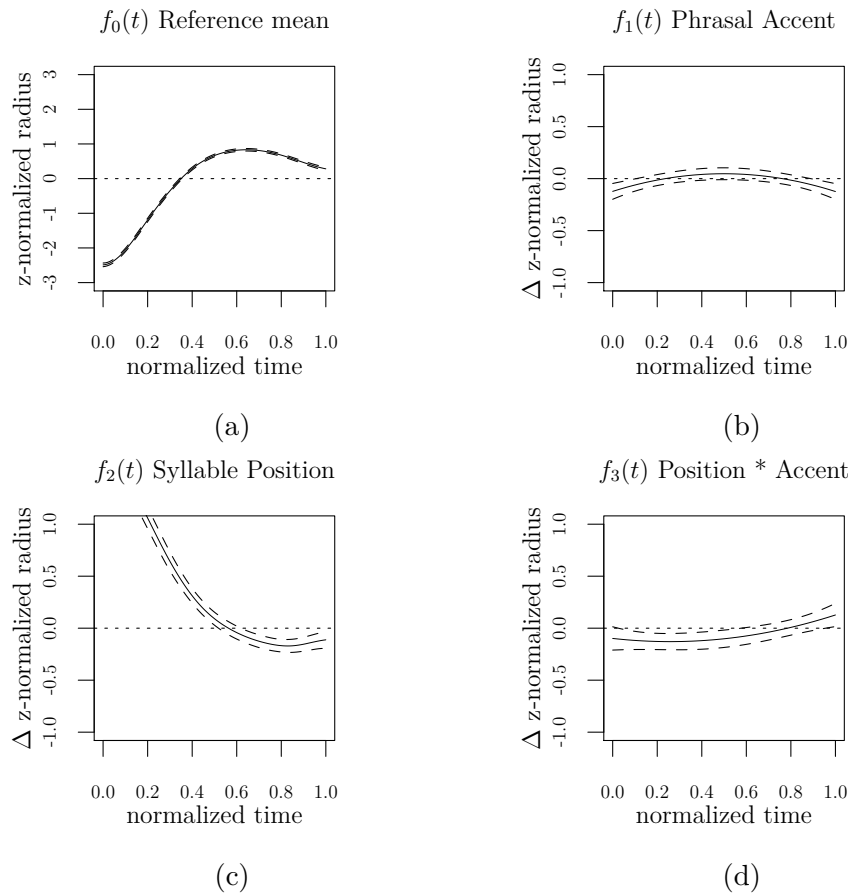 f₀(t) Reference mean
z-normalized radius
3
2
1
0
-1
-2
-3
0.0 0.2 0.4 0.6 0.8 1.0
normalized time
(a)
f₁(t) Phrasal Accent
Δ z-normalized radius
1.0
0.5
0.0
-0.5
-1.0
0.0 0.2 0.4 0.6 0.8 1.0
normalized time
(b)
f₂(t) Syllable Position
Δ z-normalized radius
1.0
0.5
0.0
-0.5
-1.0
0.0 0.2 0.4 0.6 0.8 1.0
normalized time
(c)
f₃(t) Position * Accent
Δ z-normalized radius
1.0
0.5
0.0
-0.5
-1.0
0.0 0.2 0.4 0.6 0.8 1.0
normalized time
(d)